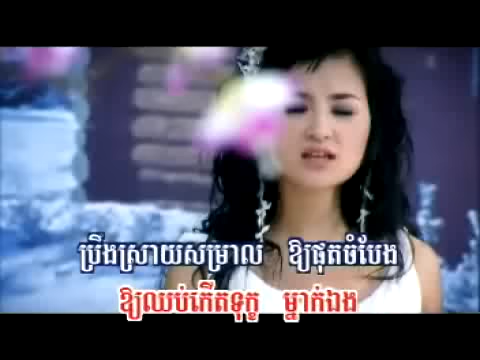 ប្រឹងស្រាយសម្រាល ឱ្យផុតចំបែង
ឱ្យឈប់កើតទុក្ខ ម្នាក់ឯង